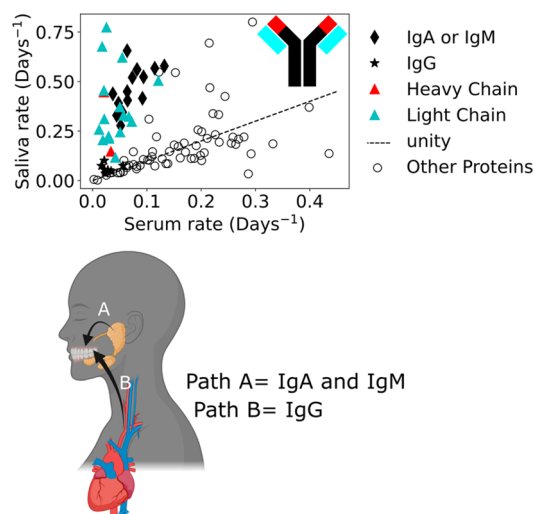 0.75
0.50
0.25
0.00
Saliva rate (Days⁻¹)
0.0 0.1 0.2 0.3 0.4
Serum rate (Days⁻¹)
IgA or IgM
IgG
Heavy Chain
Light Chain
unity
Other Proteins
A
B
Path A= IgA and IgM
Path B= IgG